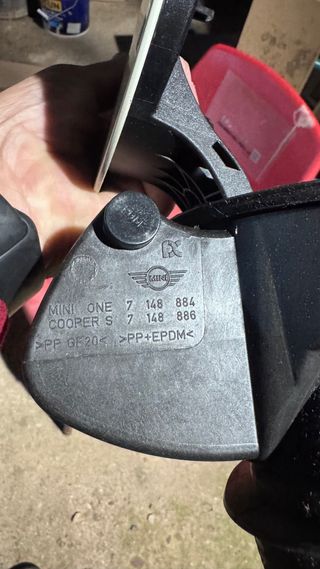 MINI
MINI ONE 7 148 884
COOPER S 7 148 886
>PP GF20< >PP+EPDM<